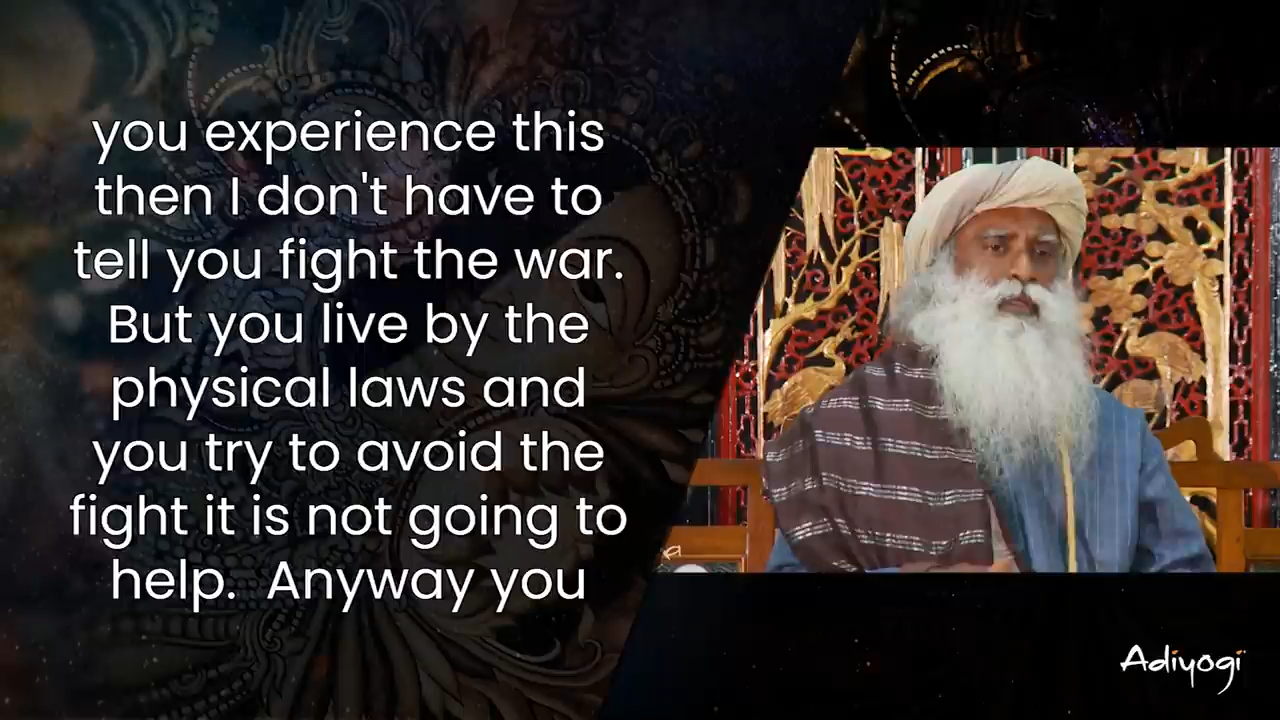 you experience this
then I don't have to
tell you fight the war.
But you live by the
physical laws and
you try to avoid the
fight it is not going to
help.  Anyway you
Adiyogi